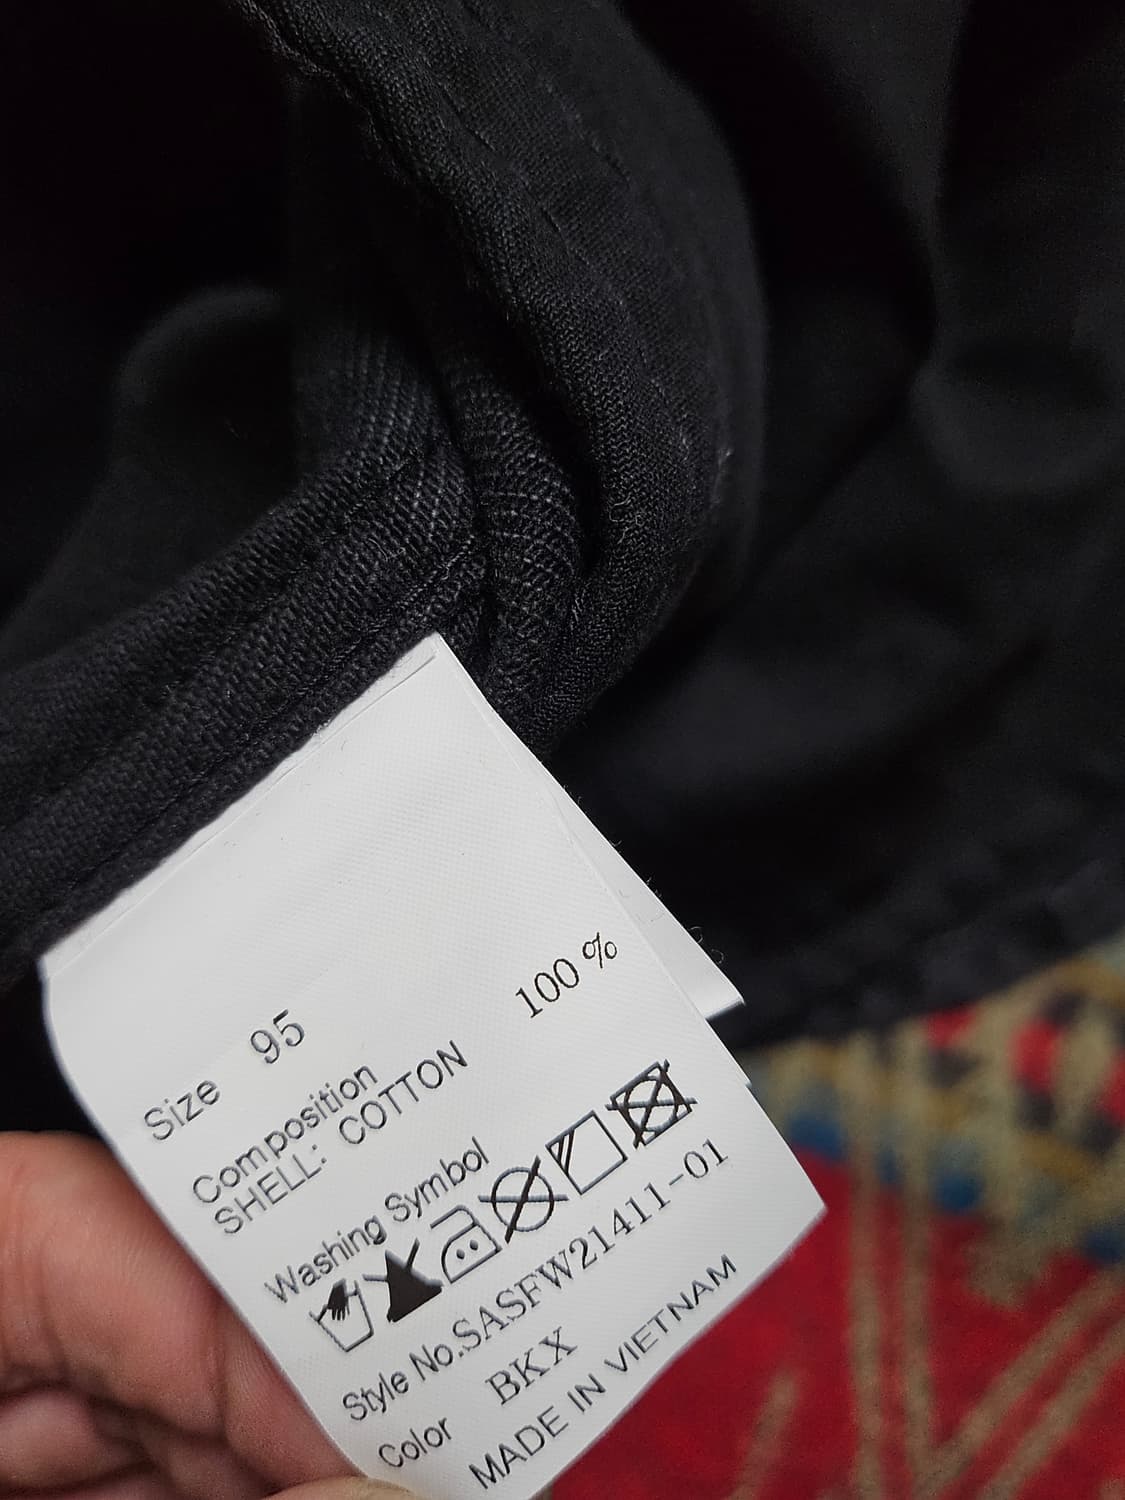 Size 95
Composition
SHELL: COTTON 100 %
Washing Symbol
Style No.SASFW21411-01
Color BKX
MADE IN VIETNAM